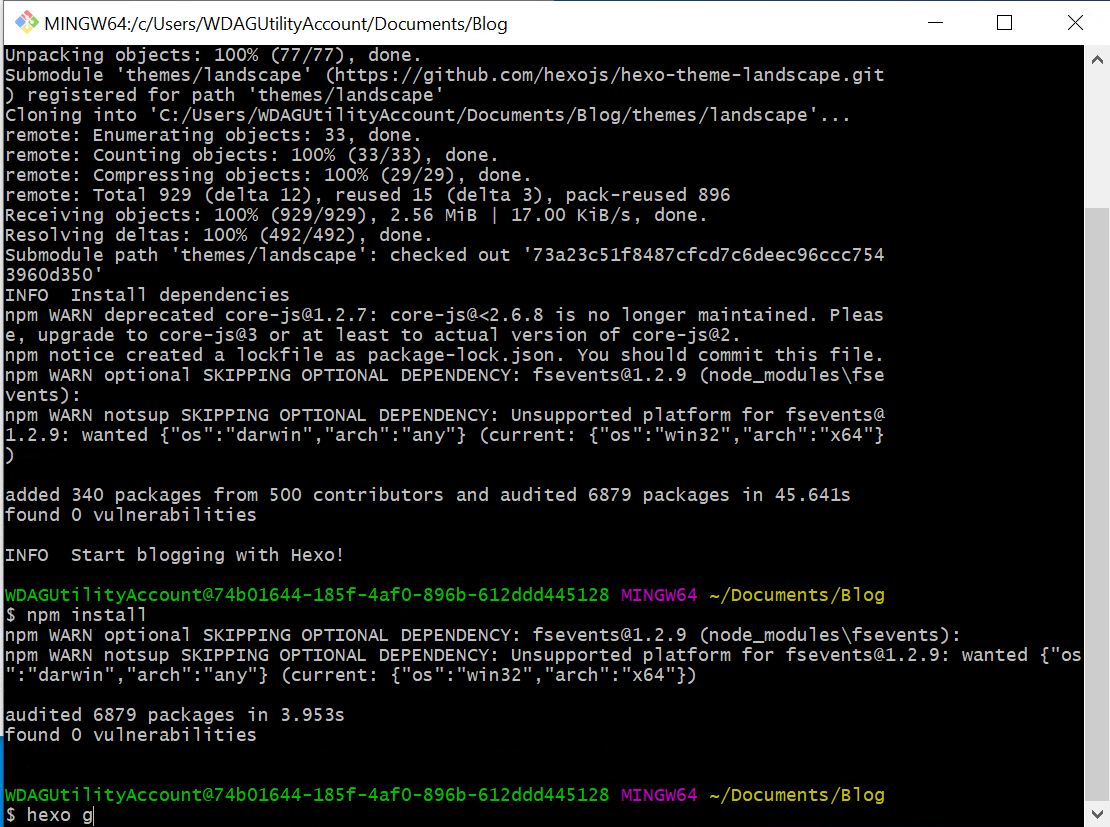 MINGW64:/c/Users/WDAGUtilityAccount/Documents/Blog
Unpacking objects: 100% (77/77), done.
Submodule 'themes/landscape' (https://github.com/hexojs/hexo-theme-landscape.git
) registered for path 'themes/landscape'
Cloning into 'C:/Users/WDAGUtilityAccount/Documents/Blog/themes/landscape'...
remote: Enumerating objects: 33, done.
remote: Counting objects: 100% (33/33), done.
remote: Compressing objects: 100% (29/29), done.
remote: Total 929 (delta 12), reused 15 (delta 3), pack-reused 896
Receiving objects: 100% (929/929), 2.56 MiB | 17.00 KiB/s, done.
Resolving deltas: 100% (492/492), done.
Submodule path 'themes/landscape': checked out '73a23c51f8487cfcd7c6deec96ccc754
3960d350'
INFO  Install dependencies
npm WARN deprecated core-js@1.2.7: core-js@<2.6.8 is no longer maintained. Pleas
e, upgrade to core-js@3 or at least to actual version of core-js@2.
npm notice created a lockfile as package-lock.json. You should commit this file.
npm WARN optional SKIPPING OPTIONAL DEPENDENCY: fsevents@1.2.9 (node_modules\fse
vents):
npm WARN notsup SKIPPING OPTIONAL DEPENDENCY: Unsupported platform for fsevents@
1.2.9: wanted {"os":"darwin","arch":"any"} (current: {"os":"win32","arch":"x64"}
)
added 340 packages from 500 contributors and audited 6879 packages in 45.641s
found 0 vulnerabilities
INFO  Start blogging with Hexo!
WDAGUtilityAccount@74b01644-185f-4af0-896b-612ddd445128 MINGW64 ~/Documents/Blog
$ npm install
npm WARN optional SKIPPING OPTIONAL DEPENDENCY: fsevents@1.2.9 (node_modules\fsevents):
npm WARN notsup SKIPPING OPTIONAL DEPENDENCY: Unsupported platform for fsevents@1.2.9: wanted {"os
":"darwin","arch":"any"} (current: {"os":"win32","arch":"x64"})
audited 6879 packages in 3.953s
found 0 vulnerabilities
WDAGUtilityAccount@74b01644-185f-4af0-896b-612ddd445128 MINGW64 ~/Documents/Blog
$ hexo g